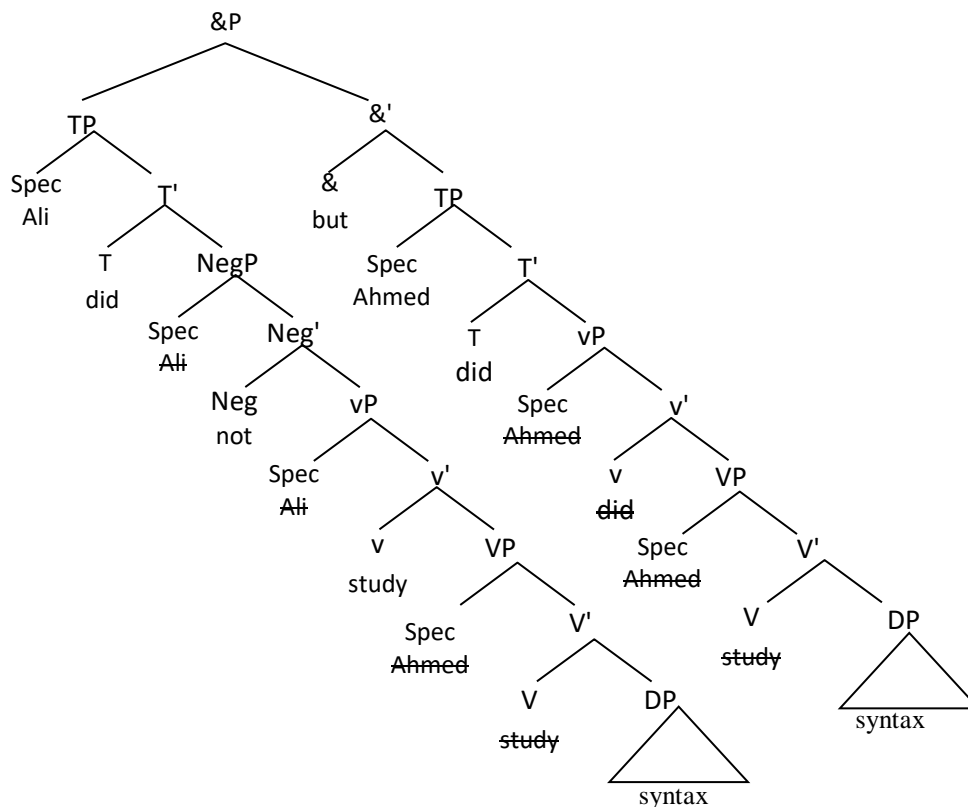 &P
TP &'
Spec T' & TP
Ali but
T NegP Spec T'
did Ahmed
Spec Neg' T vP
Ali did
Neg vP Spec v'
not Ahmed
Spec v' v VP
Ali did
v VP Spec V'
study Ahmed
Spec V' V DP
Ahmed study
V DP syntax
study
syntax